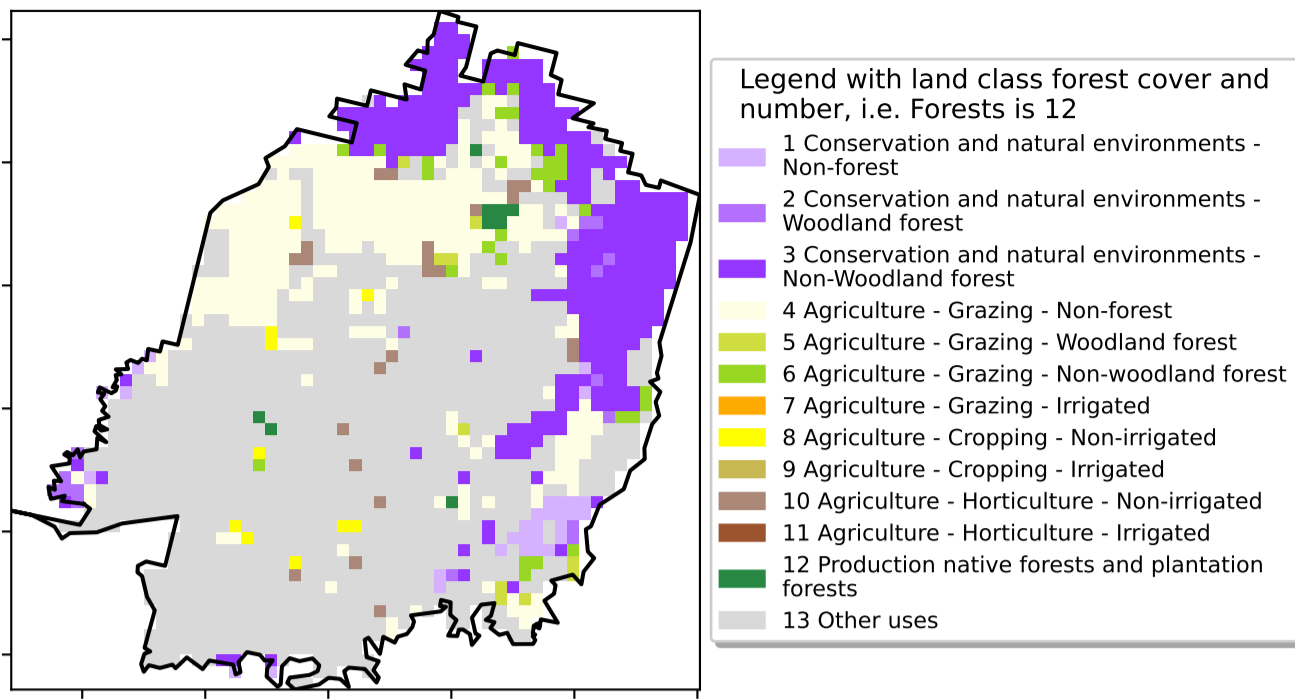 Legend with land class forest cover and
number, i.e. Forests is 12
1 Conservation and natural environments -
Non-forest
2 Conservation and natural environments -
Woodland forest
3 Conservation and natural environments -
Non-Woodland forest
4 Agriculture - Grazing - Non-forest
5 Agriculture - Grazing - Woodland forest
6 Agriculture - Grazing - Non-woodland forest
7 Agriculture - Grazing - Irrigated
8 Agriculture - Cropping - Non-irrigated
9 Agriculture - Cropping - Irrigated
10 Agriculture - Horticulture - Non-irrigated
11 Agriculture - Horticulture - Irrigated
12 Production native forests and plantation
forests
13 Other uses